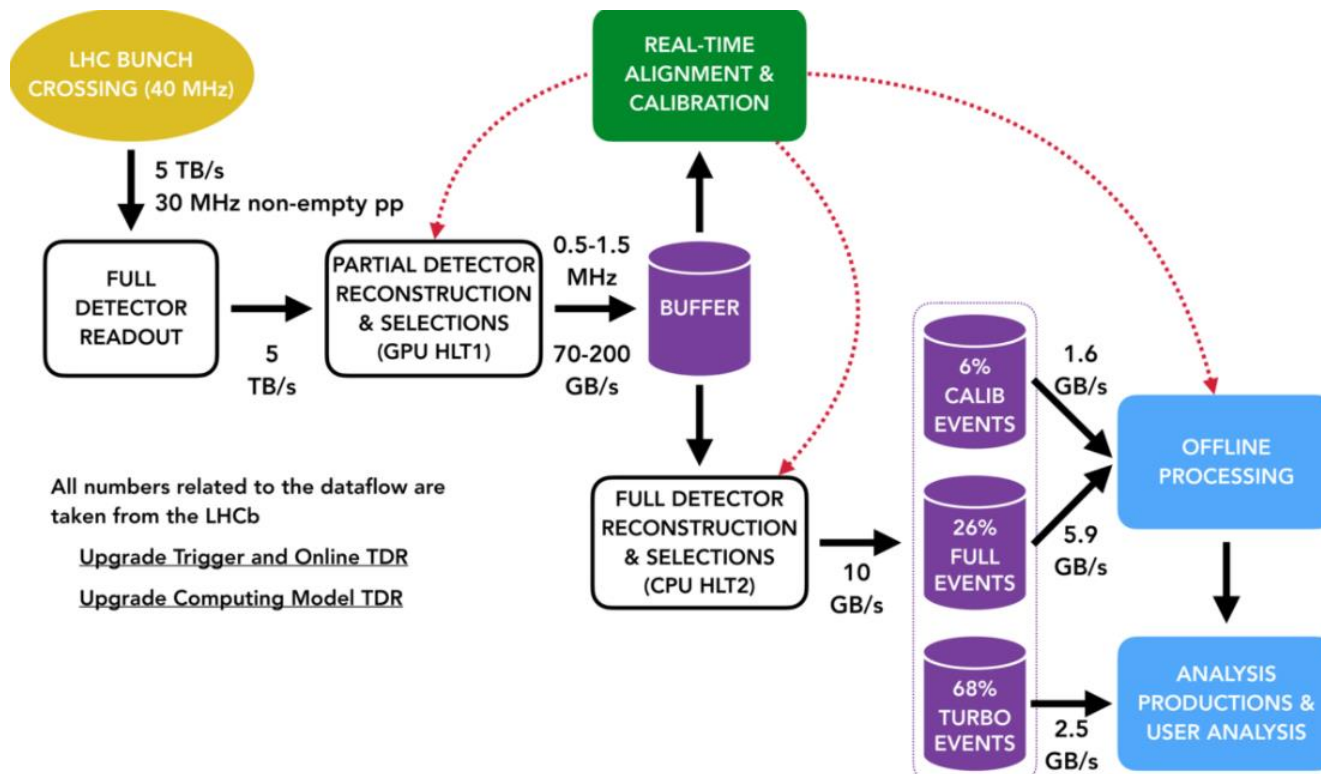 LHC BUNCH
CROSSING (40 MHz)
5 TB/s
30 MHz non-empty pp
FULL
DETECTOR
READOUT
5
TB/s
PARTIAL DETECTOR
RECONSTRUCTION
& SELECTIONS
(GPU HLT1)
0.5-1.5
MHz
70-200
GB/s
BUFFER
REAL-TIME
ALIGNMENT &
CALIBRATION
FULL DETECTOR
RECONSTRUCTION
& SELECTIONS
(CPU HLT2)
10
GB/s
6%
CALIB
EVENTS
1.6
GB/s
26%
FULL
EVENTS
5.9
GB/s
68%
TURBO
EVENTS
2.5
GB/s
OFFLINE
PROCESSING
ANALYSIS
PRODUCTIONS &
USER ANALYSIS
All numbers related to the dataflow are
taken from the LHCb
Upgrade Trigger and Online TDR
Upgrade Computing Model TDR